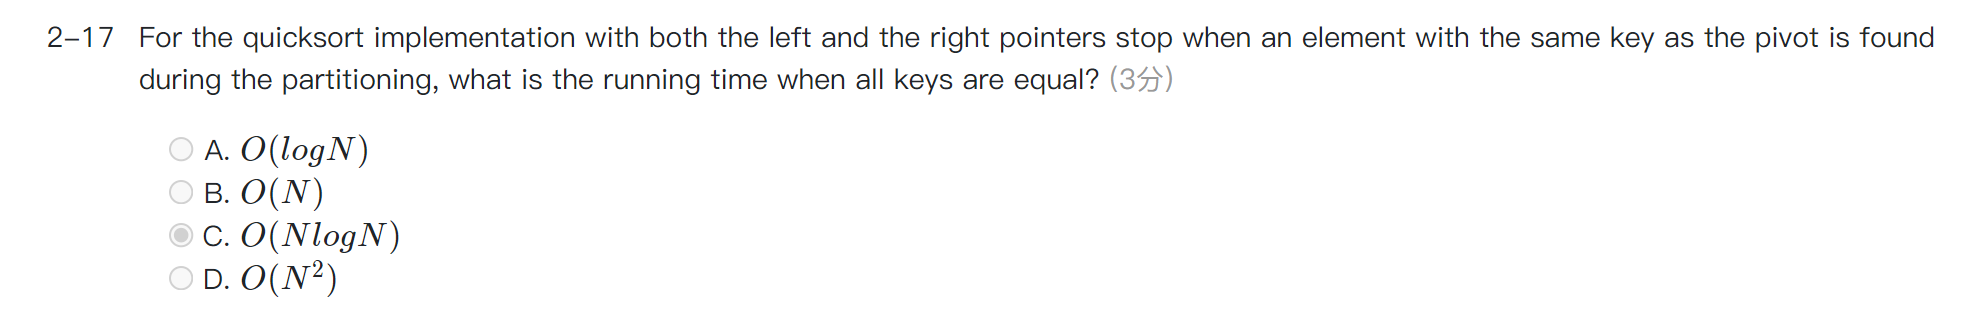 2-17 For the quicksort implementation with both the left and the right pointers stop when an element with the same key as the pivot is found
during the partitioning, what is the running time when all keys are equal? (3分)
A. O(logN)
B. O(N)
C. O(NlogN)
D. O(N²)